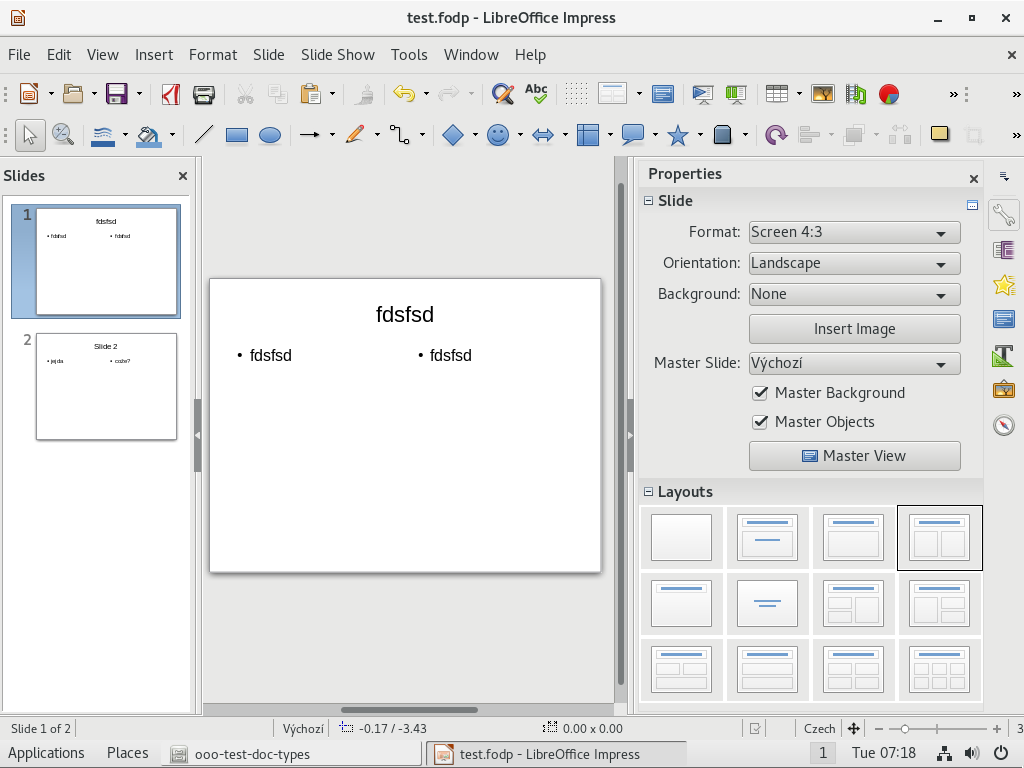 test.fodp - LibreOffice Impress
File Edit View Insert Format Slide Slide Show Tools Window Help
Abc
Slides
1
fdsfsd
• fdsfsd • fdsfsd
2
Slide 2
• jejda • cože?
fdsfsd
• fdsfsd • fdsfsd
Properties
Slide
Format: Screen 4:3
Orientation: Landscape
Background: None
Insert Image
Master Slide: Výchozí
Master Background
Master Objects
Master View
Layouts
Slide 1 of 2 Výchozí -0.17 / -3.43 0.00 x 0.00 Czech 3
Applications Places ooo-test-doc-types test.fodp - LibreOffice Impress 1 Tue 07:18